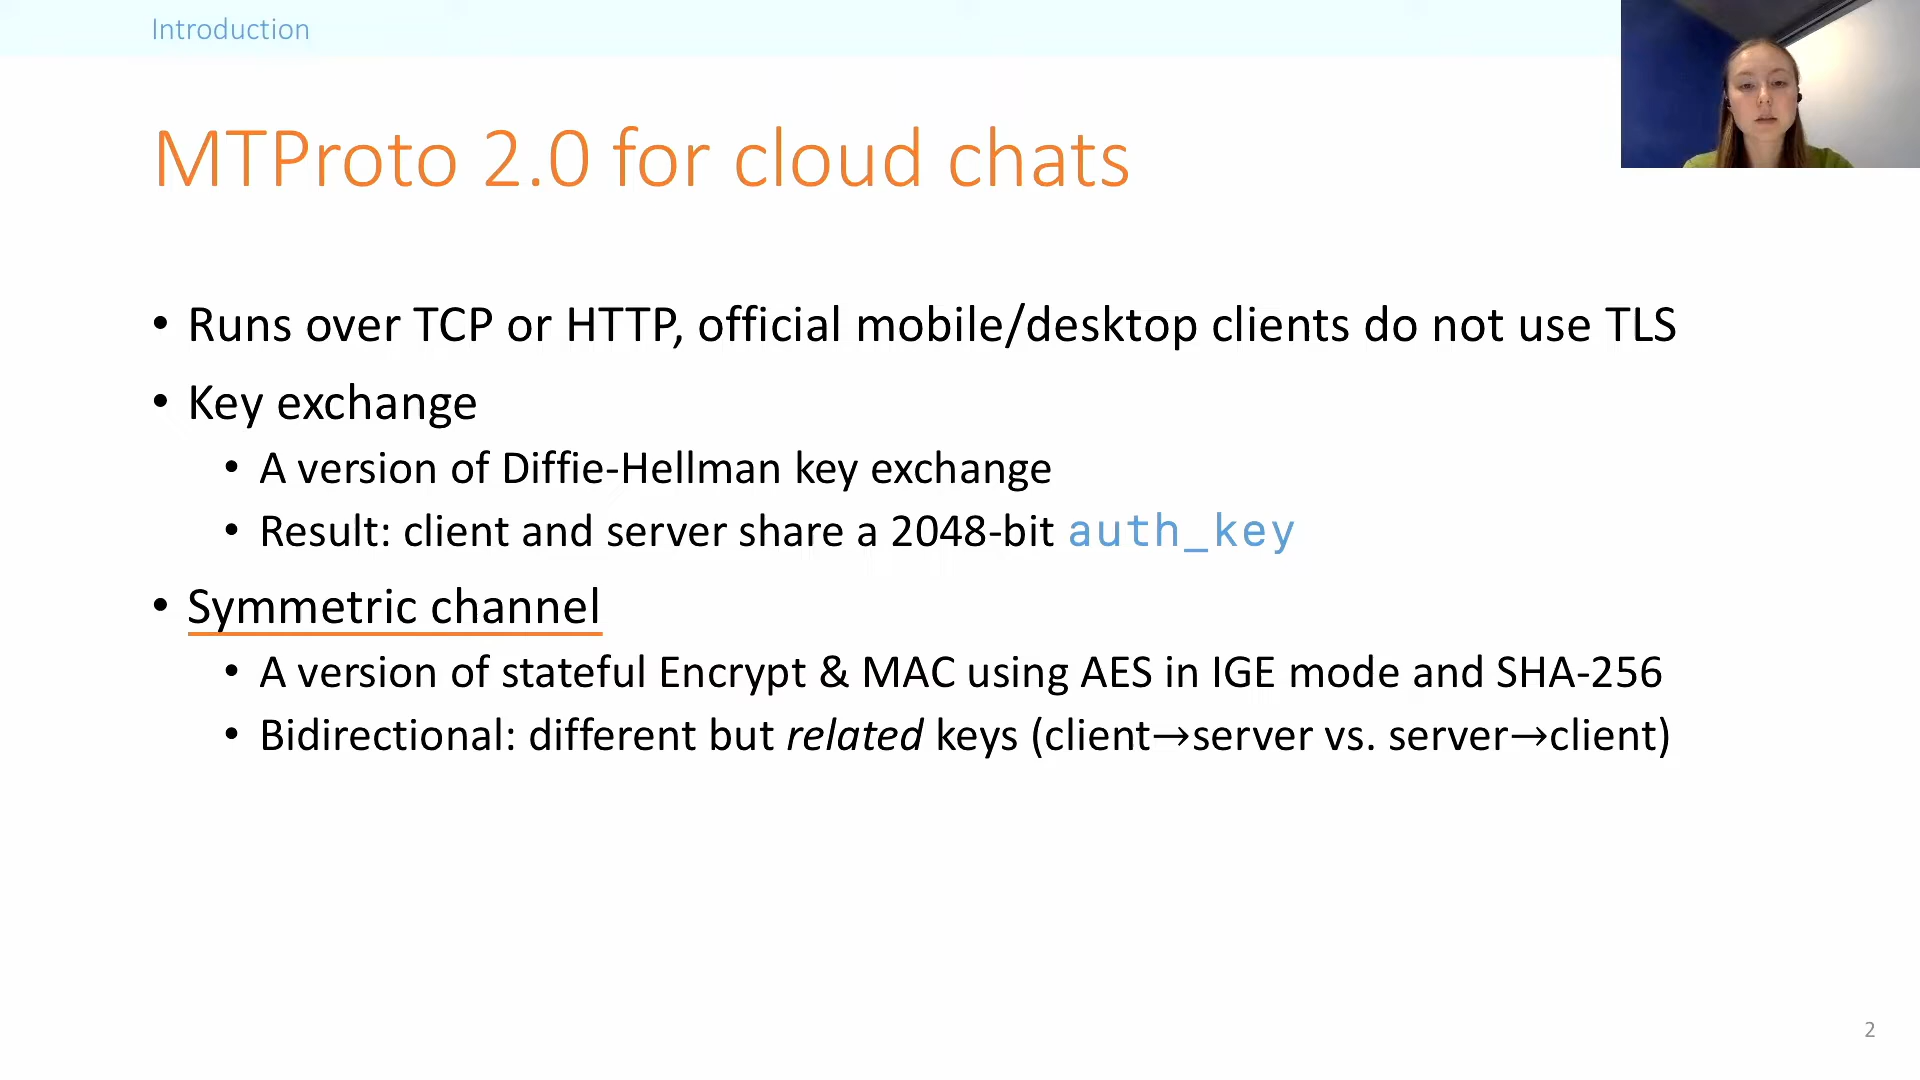 Introduction
MTProto 2.0 for cloud chats
• Runs over TCP or HTTP, official mobile/desktop clients do not use TLS
• Key exchange
• A version of Diffie-Hellman key exchange
• Result: client and server share a 2048-bit auth_key
• Symmetric channel
• A version of stateful Encrypt & MAC using AES in IGE mode and SHA-256
• Bidirectional: different but related keys (client→server vs. server→client)
2